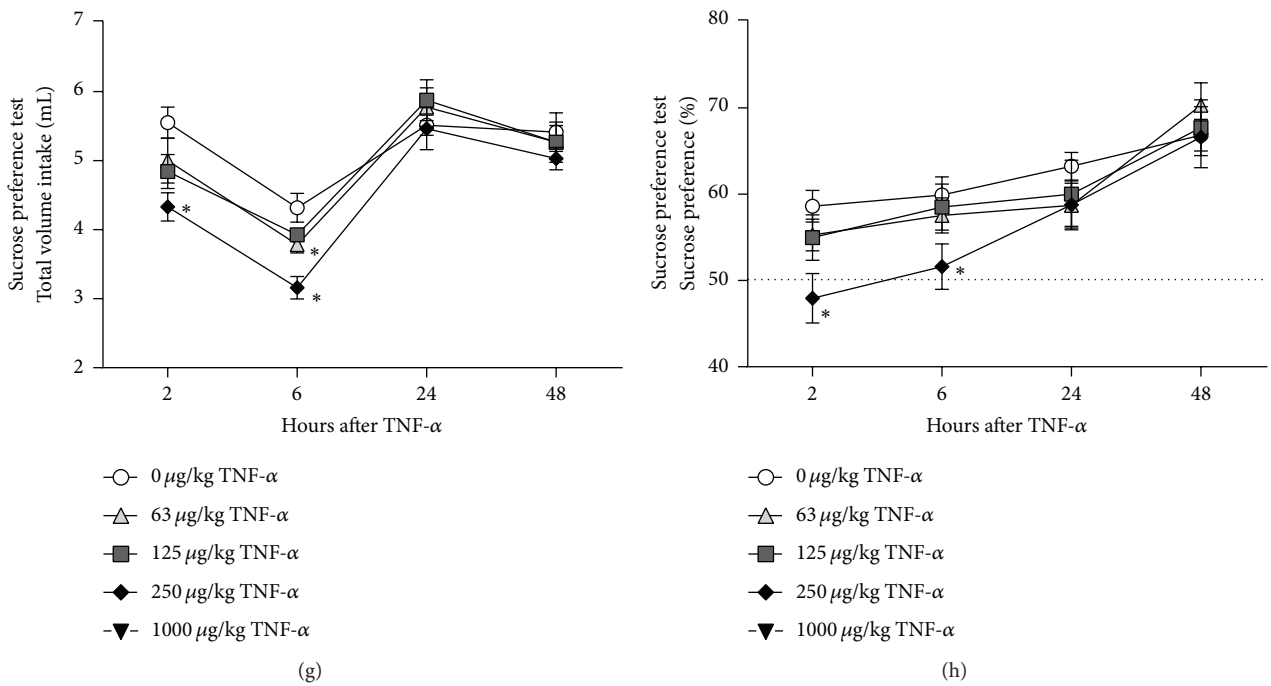 Sucrose preference test
Total volume intake (mL)
7
6
5
4
3
2
*
*
*
2 6 24 48
Hours after TNF-α
0 μg/kg TNF-α
63 μg/kg TNF-α
125 μg/kg TNF-α
250 μg/kg TNF-α
1000 μg/kg TNF-α
(g)
Sucrose preference test
Sucrose preference (%)
80
70
60
50
40
*
*
2 6 24 48
Hours after TNF-α
0 μg/kg TNF-α
63 μg/kg TNF-α
125 μg/kg TNF-α
250 μg/kg TNF-α
1000 μg/kg TNF-α
(h)